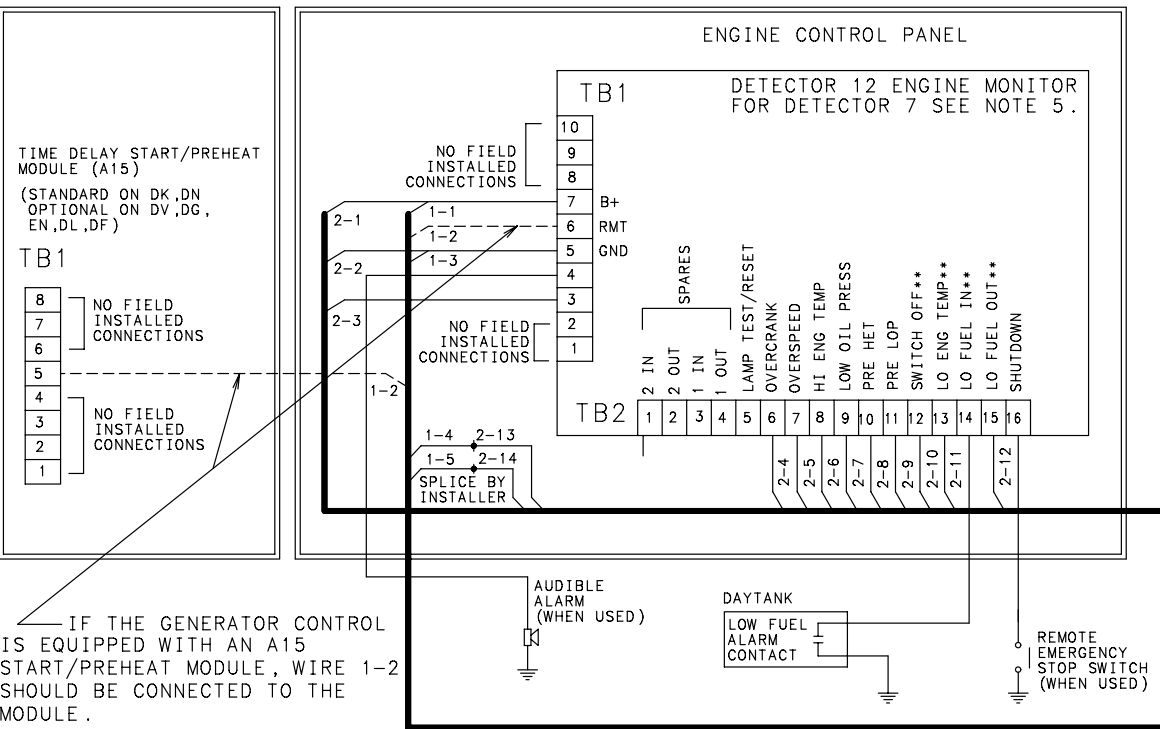 ENGINE CONTROL PANEL
TB1
DETECTOR 12 ENGINE MONITOR
FOR DETECTOR 7 SEE NOTE 5.
10
9
8
7
6
5
4
3
2
1
NO FIELD
INSTALLED
CONNECTIONS
B+
RMT
GND
NO FIELD
INSTALLED
CONNECTIONS
2-1
2-2
2-3
1-1
1-2
1-3
TIME DELAY START/PREHEAT
MODULE (A15)
(STANDARD ON DK,DN
OPTIONAL ON DV,DG,
EN,DL,DF)
TB1
8
7
6
5
4
3
2
1
NO FIELD
INSTALLED
CONNECTIONS
NO FIELD
INSTALLED
CONNECTIONS
1-2
SPARES
2 IN
2 OUT
1 IN
1 OUT
LAMP TEST/RESET
OVERCRANK
OVERSPEED
HI ENG TEMP
LOW OIL PRESS
PRE HET
PRE LOP
SWITCH OFF**
LO ENG TEMP**
LO FUEL IN**
LO FUEL OUT**
SHUTDOWN
TB2
1 2 3 4 5 6 7 8 9 10 11 12 13 14 15 16
1-4 2-13
1-5 2-14
SPLICE BY
INSTALLER
2-4
2-5
2-6
2-7
2-8
2-9
2-10
2-11
2-12
AUDIBLE
ALARM
(WHEN USED)
DAYTANK
LOW FUEL
ALARM
CONTACT
REMOTE
EMERGENCY
STOP SWITCH
(WHEN USED)
IF THE GENERATOR CONTROL
IS EQUIPPED WITH AN A15
START/PREHEAT MODULE, WIRE 1-2
SHOULD BE CONNECTED TO THE
MODULE.